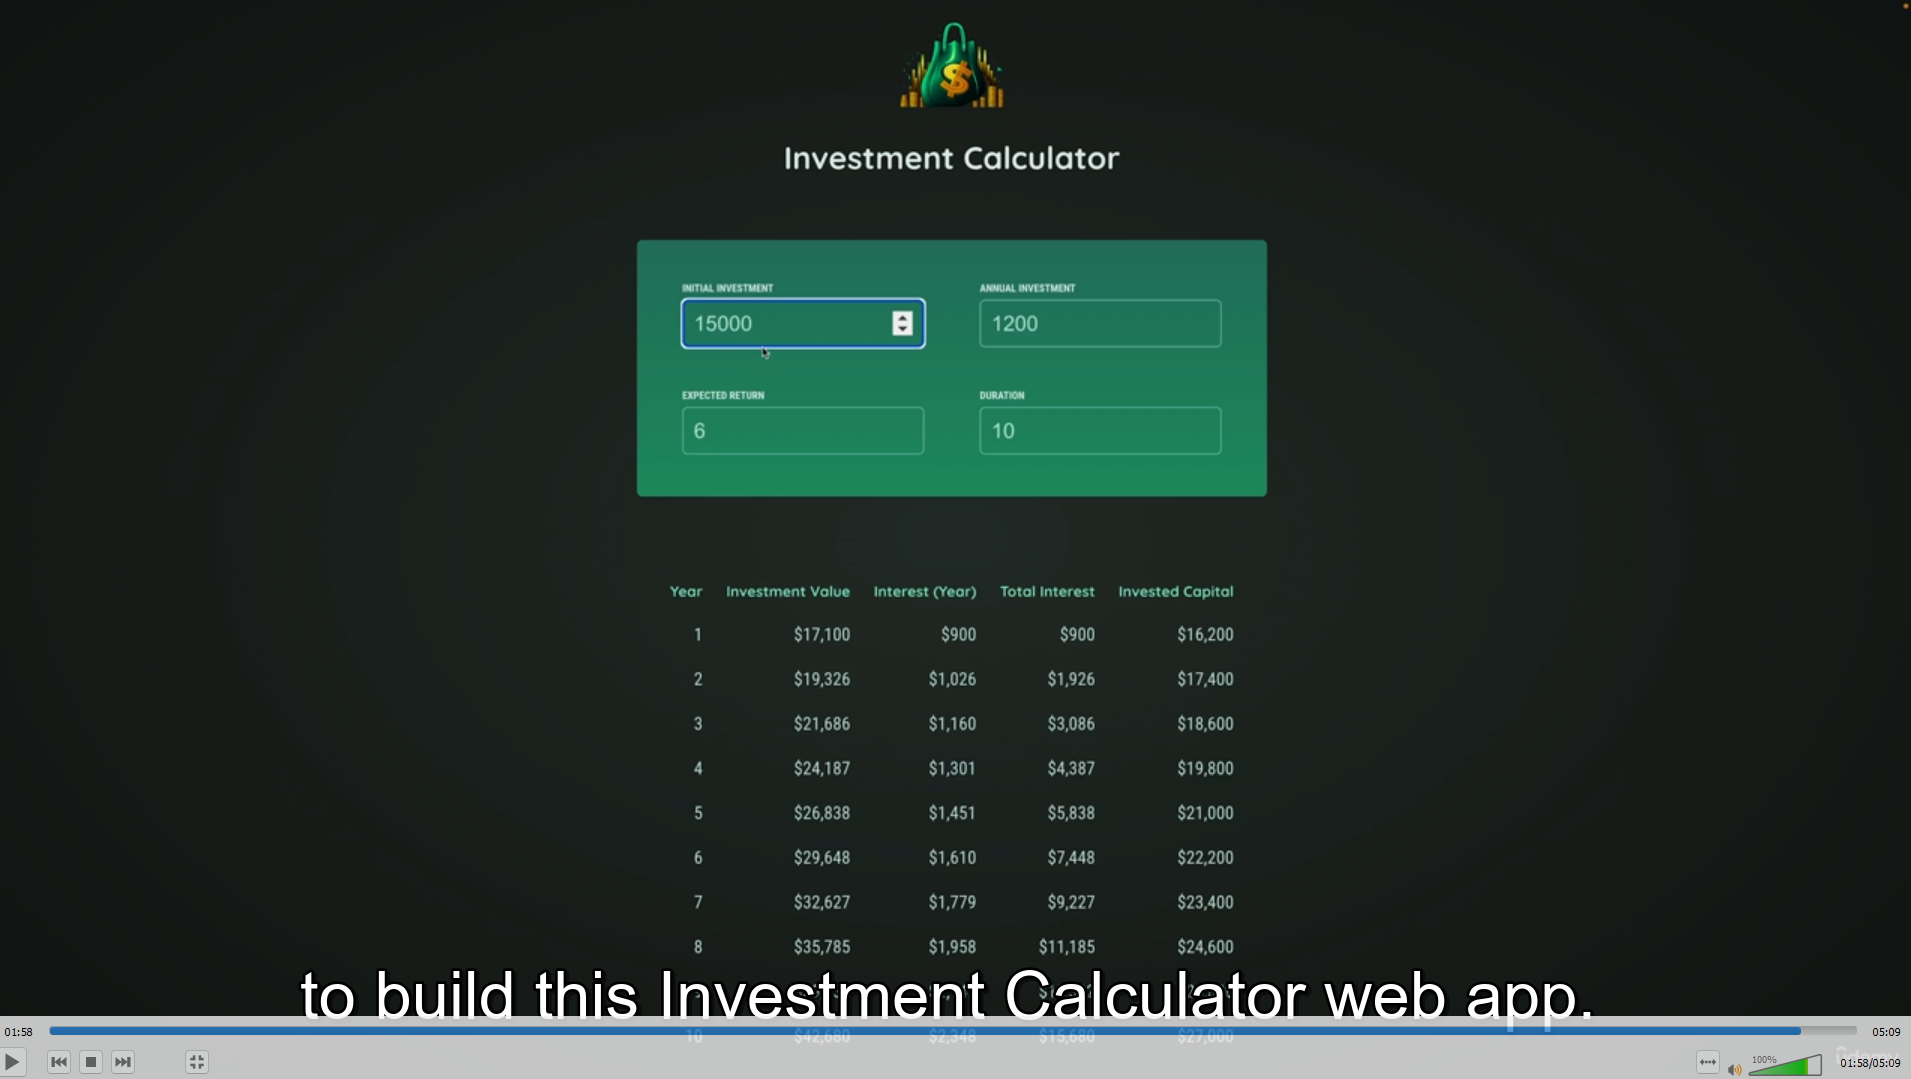 Investment Calculator
INITIAL INVESTMENT ANNUAL INVESTMENT
15000 1200
EXPECTED RETURN DURATION
6 10
Year Investment Value Interest (Year) Total Interest Invested Capital
1 $17,100 $900 $900 $16,200
2 $19,326 $1,026 $1,926 $17,400
3 $21,686 $1,160 $3,086 $18,600
4 $24,187 $1,301 $4,387 $19,800
5 $26,838 $1,451 $5,838 $21,000
6 $29,648 $1,610 $7,448 $22,200
7 $32,627 $1,779 $9,227 $23,400
8 $35,785 $1,958 $11,185 $24,600
to build this Investment Calculator web app.
01:58 05:09
10 $42,680 $2,348 $15,680 $27,000
100% udemy 01:58/05:09